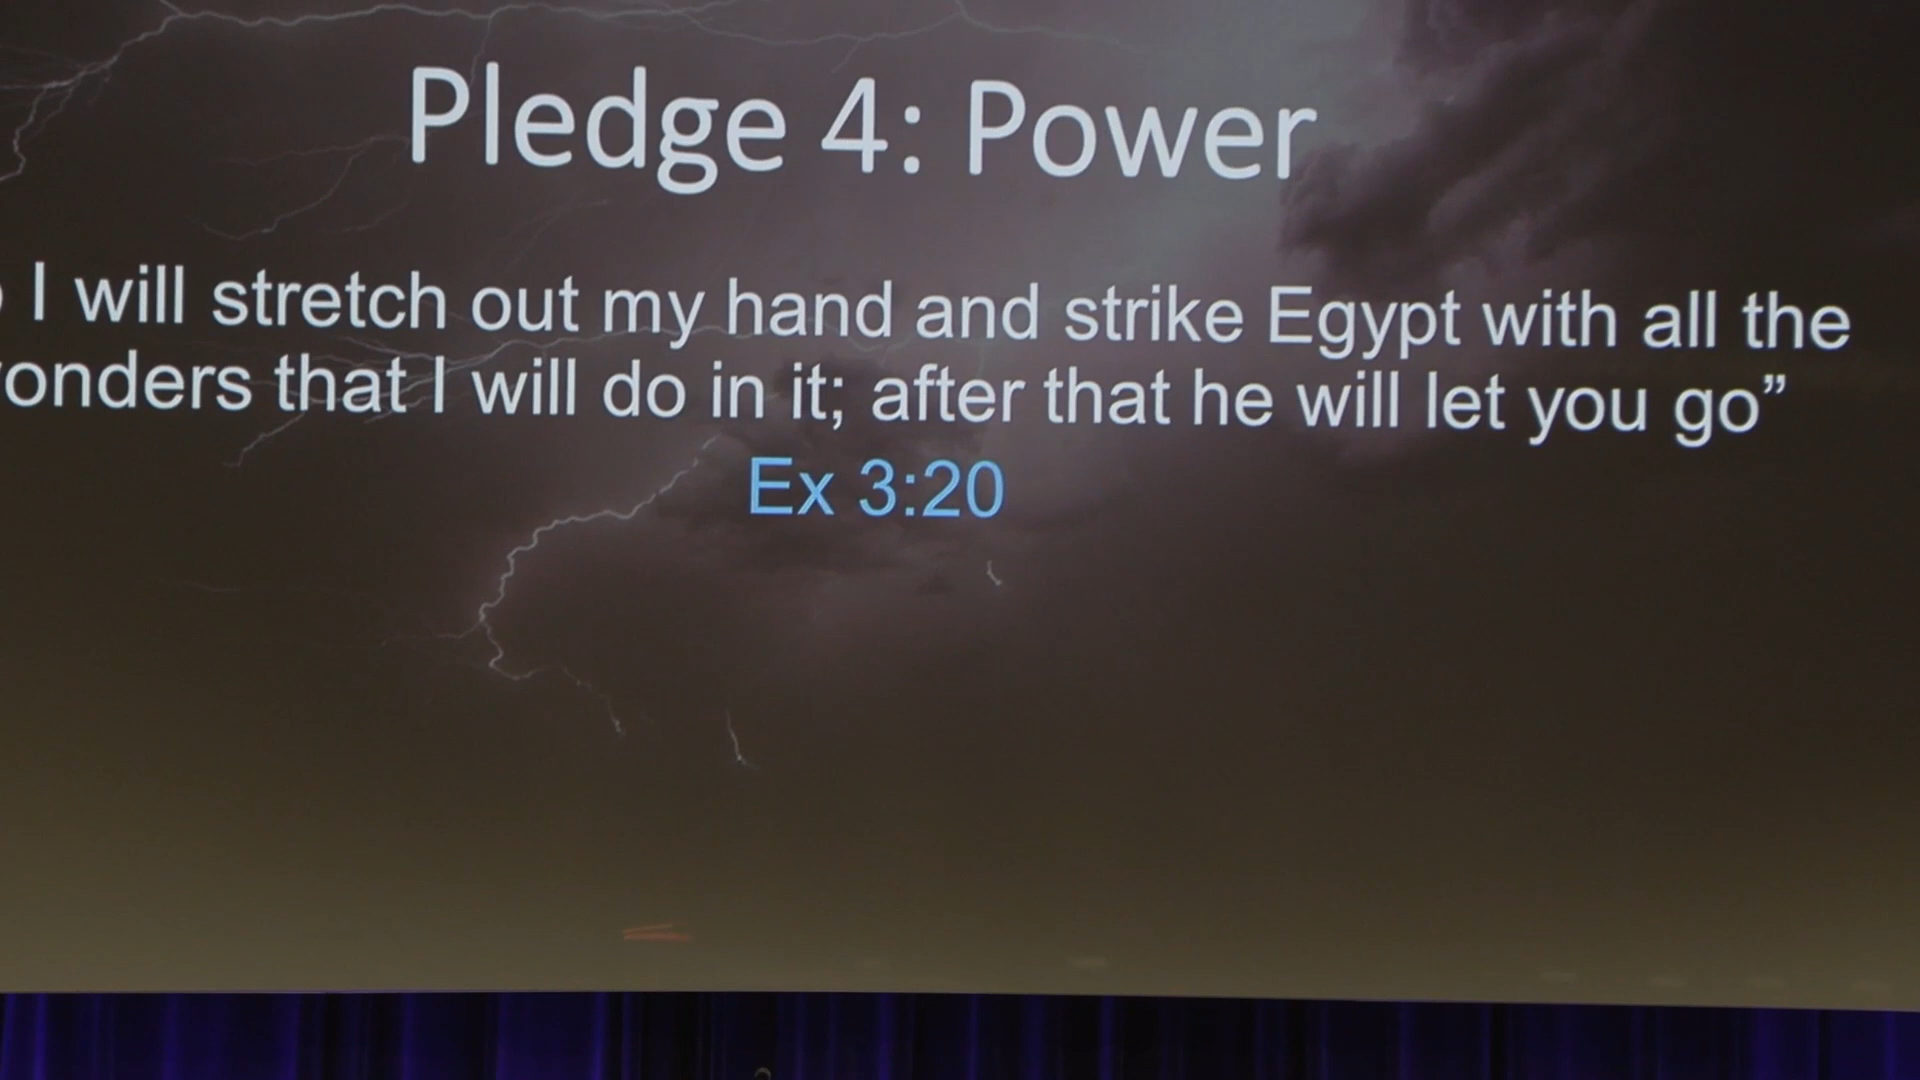 Pledge 4: Power
I will stretch out my hand and strike Egypt with all the
that I will do in it; after that he will let you go”
Ex 3:20